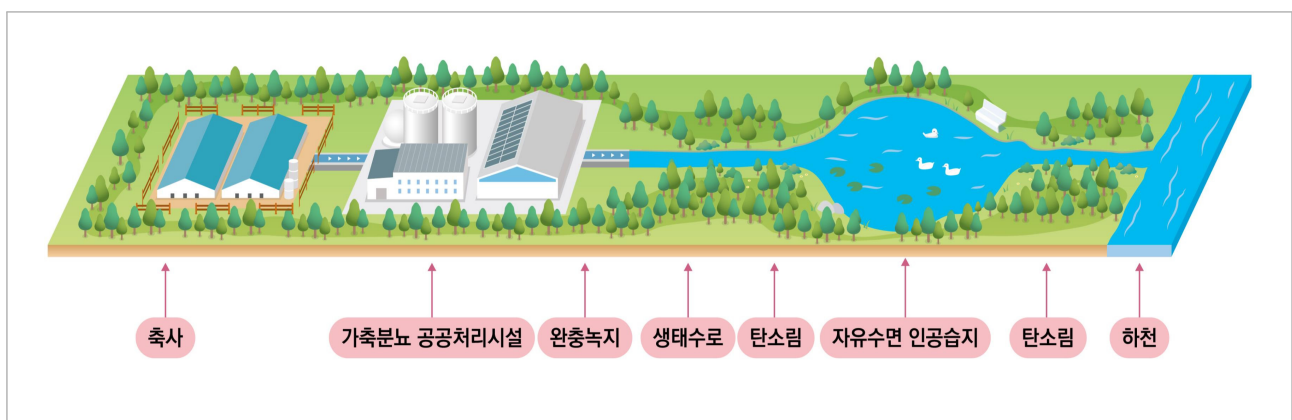 축사
가축분뇨 공공처리시설
완충녹지
생태수로
탄소림
자유수면 인공습지
탄소림
하천